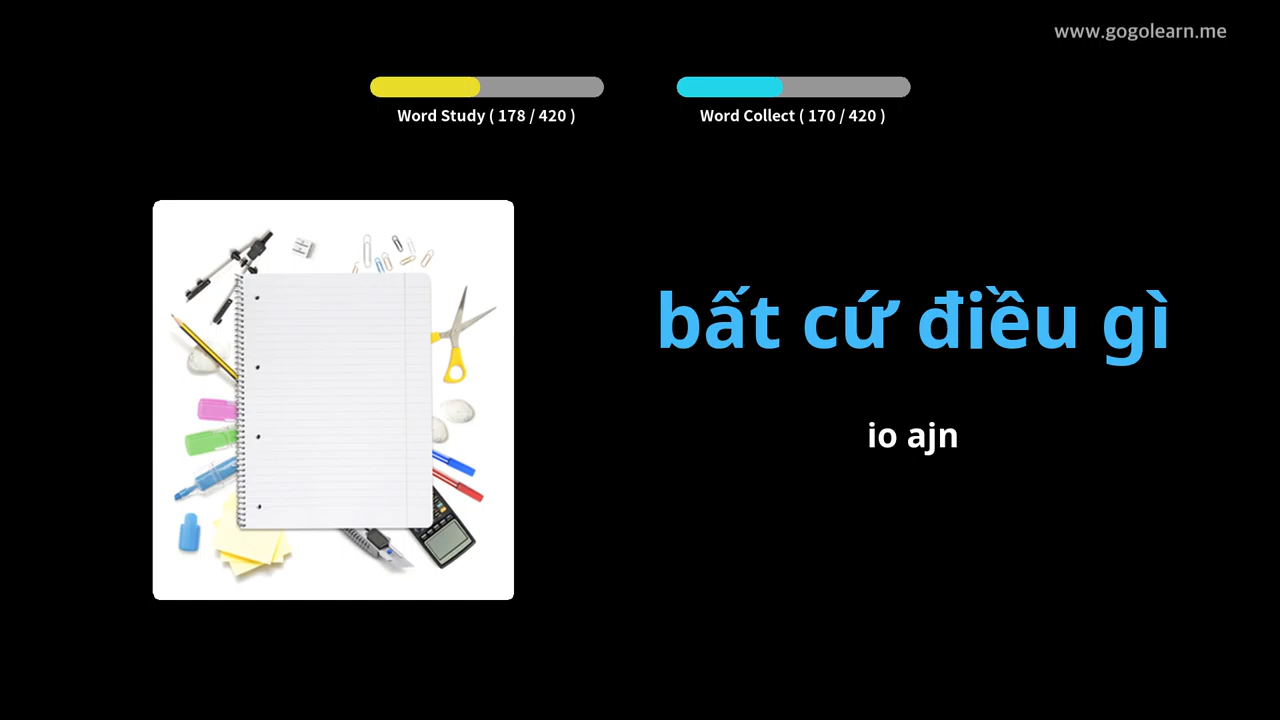 www.gogolearn.me
Word Study ( 178 / 420 )
Word Collect ( 170 / 420 )
bất cứ điều gì
io ajn